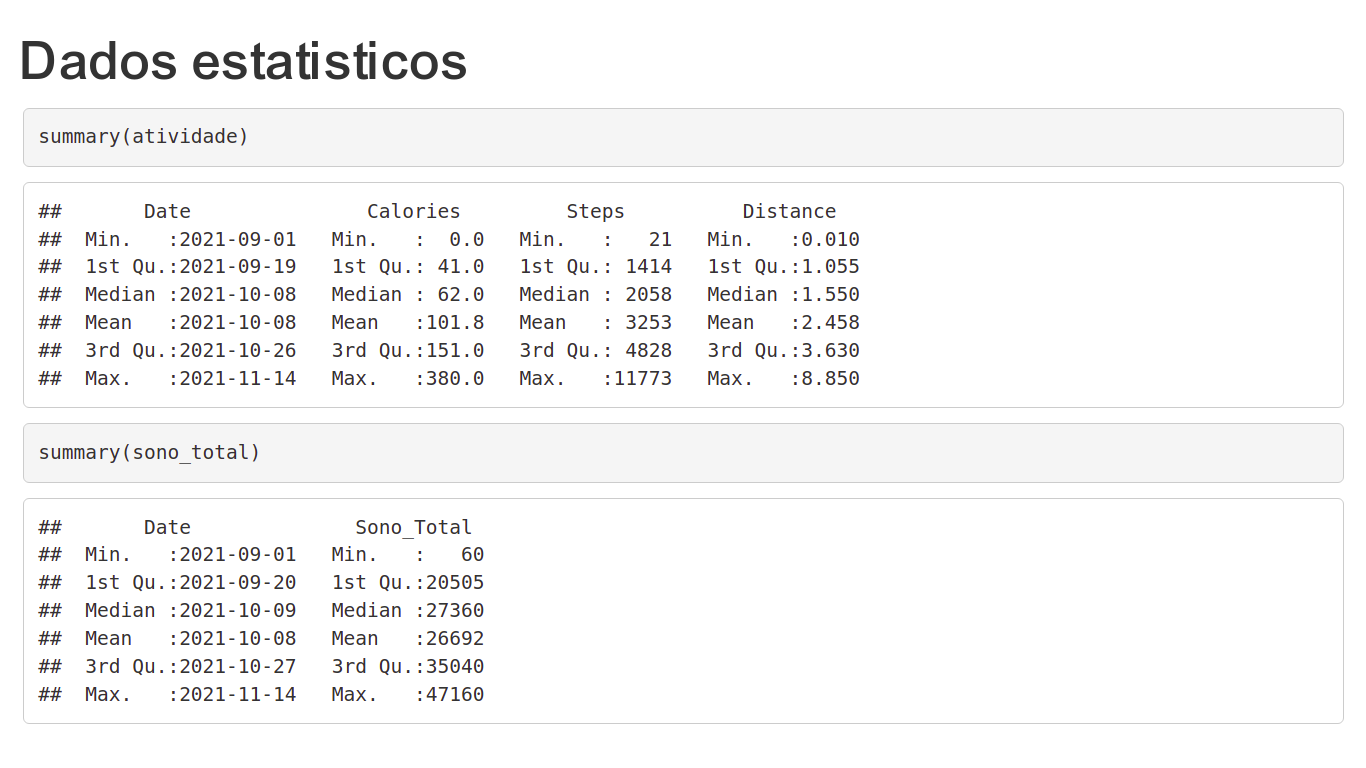 Dados estatisticos
summary(atividade)
##       Date               Calories         Steps          Distance    
##  Min.   :2021-09-01   Min.   :  0.0   Min.   :   21   Min.   :0.010
##  1st Qu.:2021-09-19   1st Qu.: 41.0   1st Qu.: 1414   1st Qu.:1.055
##  Median :2021-10-08   Median : 62.0   Median : 2058   Median :1.550
##  Mean   :2021-10-08   Mean   :101.8   Mean   : 3253   Mean   :2.458
##  3rd Qu.:2021-10-26   3rd Qu.:151.0   3rd Qu.: 4828   3rd Qu.:3.630
##  Max.   :2021-11-14   Max.   :380.0   Max.   :11773   Max.   :8.850
summary(sono_total)
##       Date              Sono_Total
##  Min.   :2021-09-01   Min.   :   60
##  1st Qu.:2021-09-20   1st Qu.:20505
##  Median :2021-10-09   Median :27360
##  Mean   :2021-10-08   Mean   :26692
##  3rd Qu.:2021-10-27   3rd Qu.:35040
##  Max.   :2021-11-14   Max.   :47160